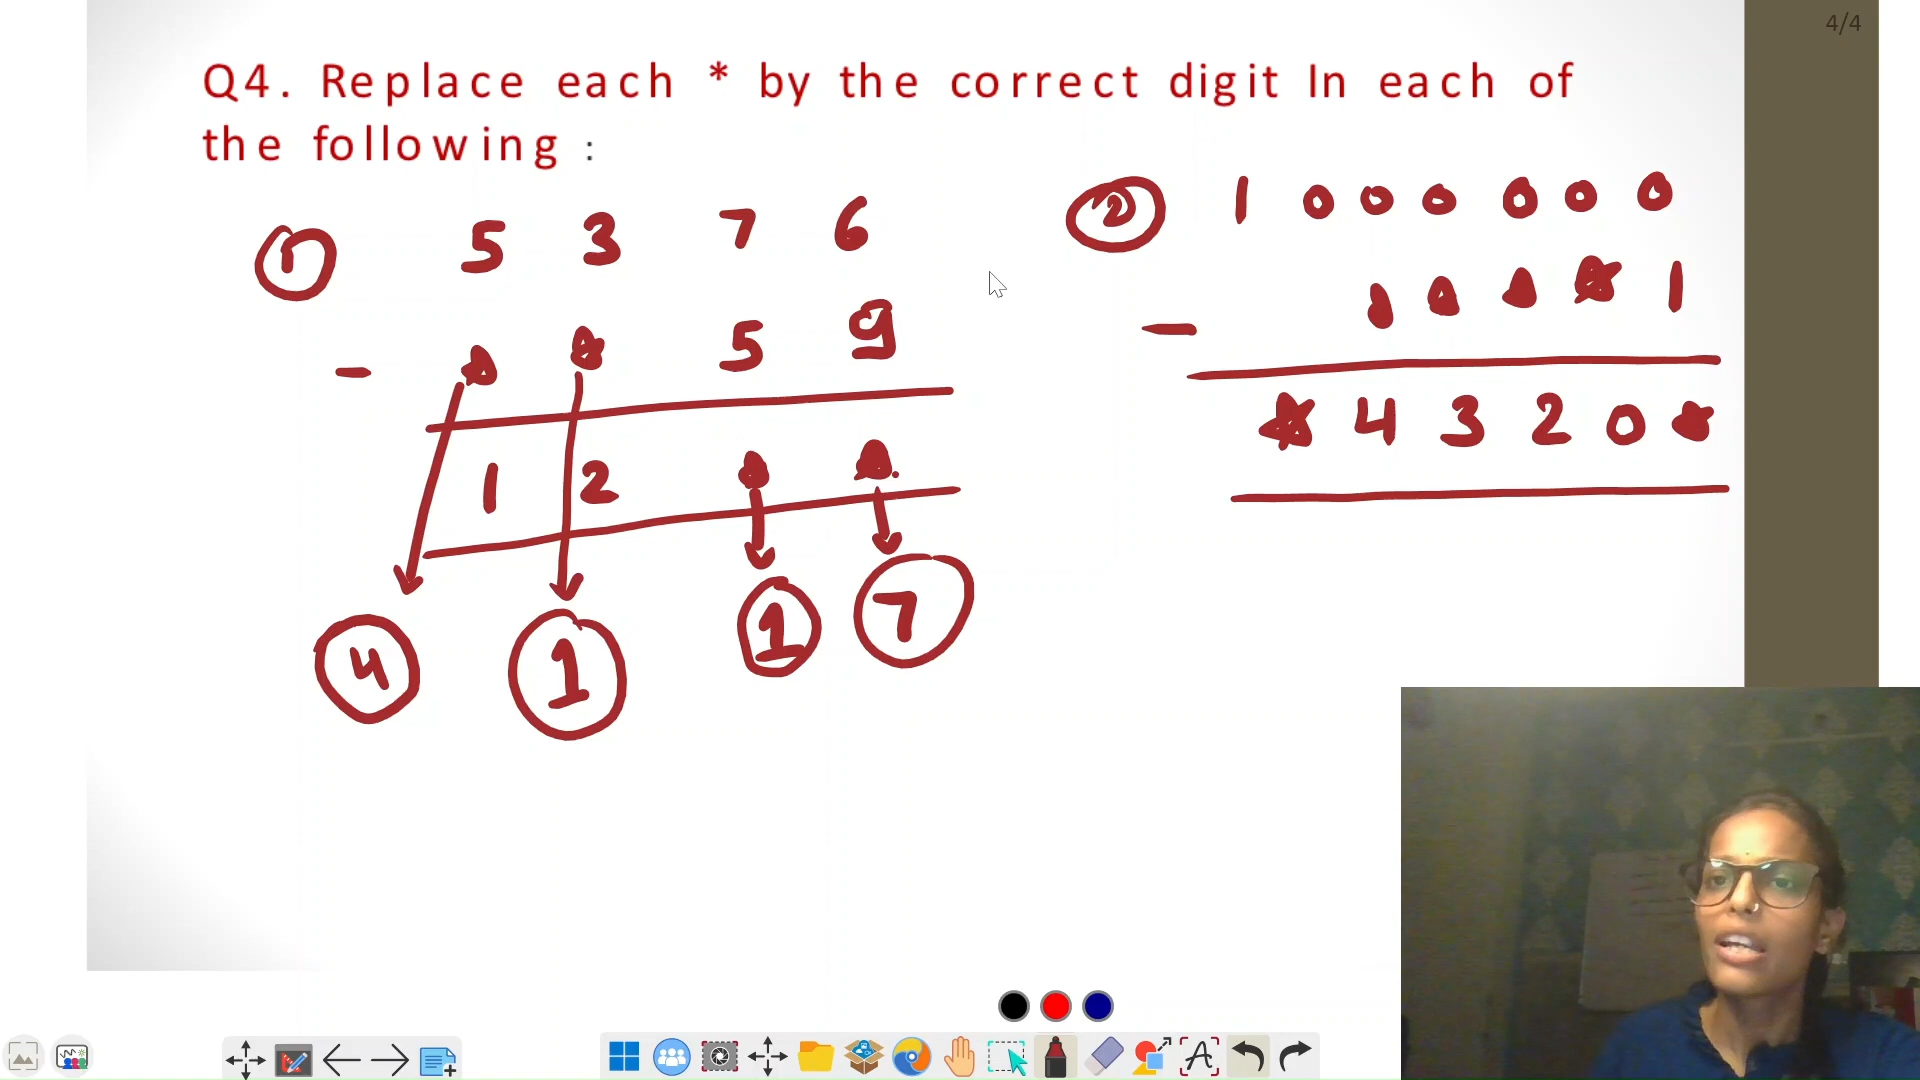 4/4
Q4. Replace each * by the correct digit In each of
the following :
① 5 3 7 6
- * * 5 9
1 2 * *
4 1 1 7
② 1 0 0 0 0 0 0
- * * * * 1
* 4 3 2 0 *